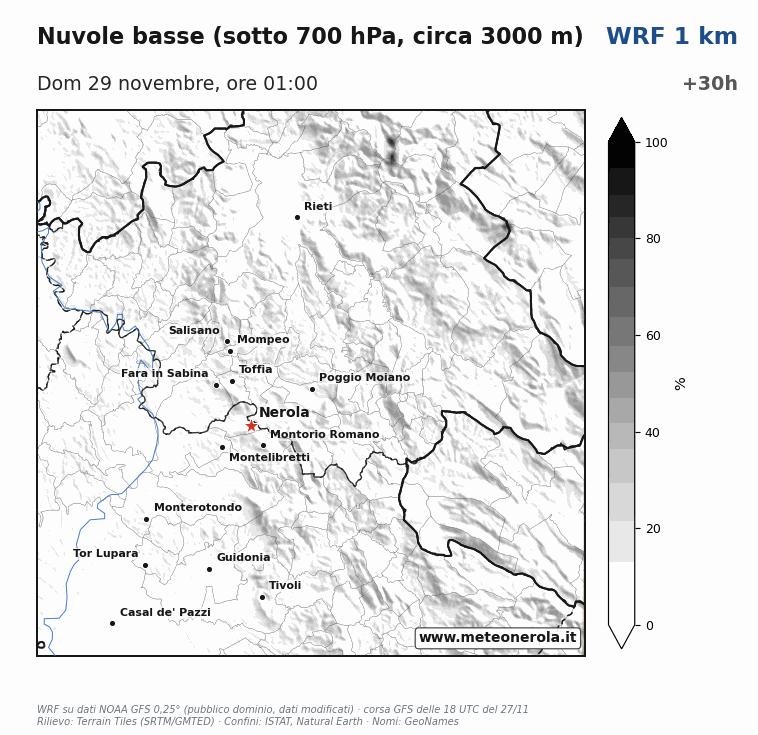 Nuvole basse (sotto 700 hPa, circa 3000 m) WRF 1 km
Dom 29 novembre, ore 01:00 +30h
100
80
60
40
20
0
%
Rieti
Salisano
Mompeo
Toffia
Fara in Sabina
Poggio Moiano
Nerola
Montorio Romano
Montelibretti
Monterotondo
Tor Lupara
Guidonia
Tivoli
Casal de' Pazzi
www.meteonerola.it
WRF su dati NOAA GFS 0,25° (pubblico dominio, dati modificati) · corsa GFS delle 18 UTC del 27/11
Rilievo: Terrain Tiles (SRTM/GMTED) · Confini: ISTAT, Natural Earth · Nomi: GeoNames